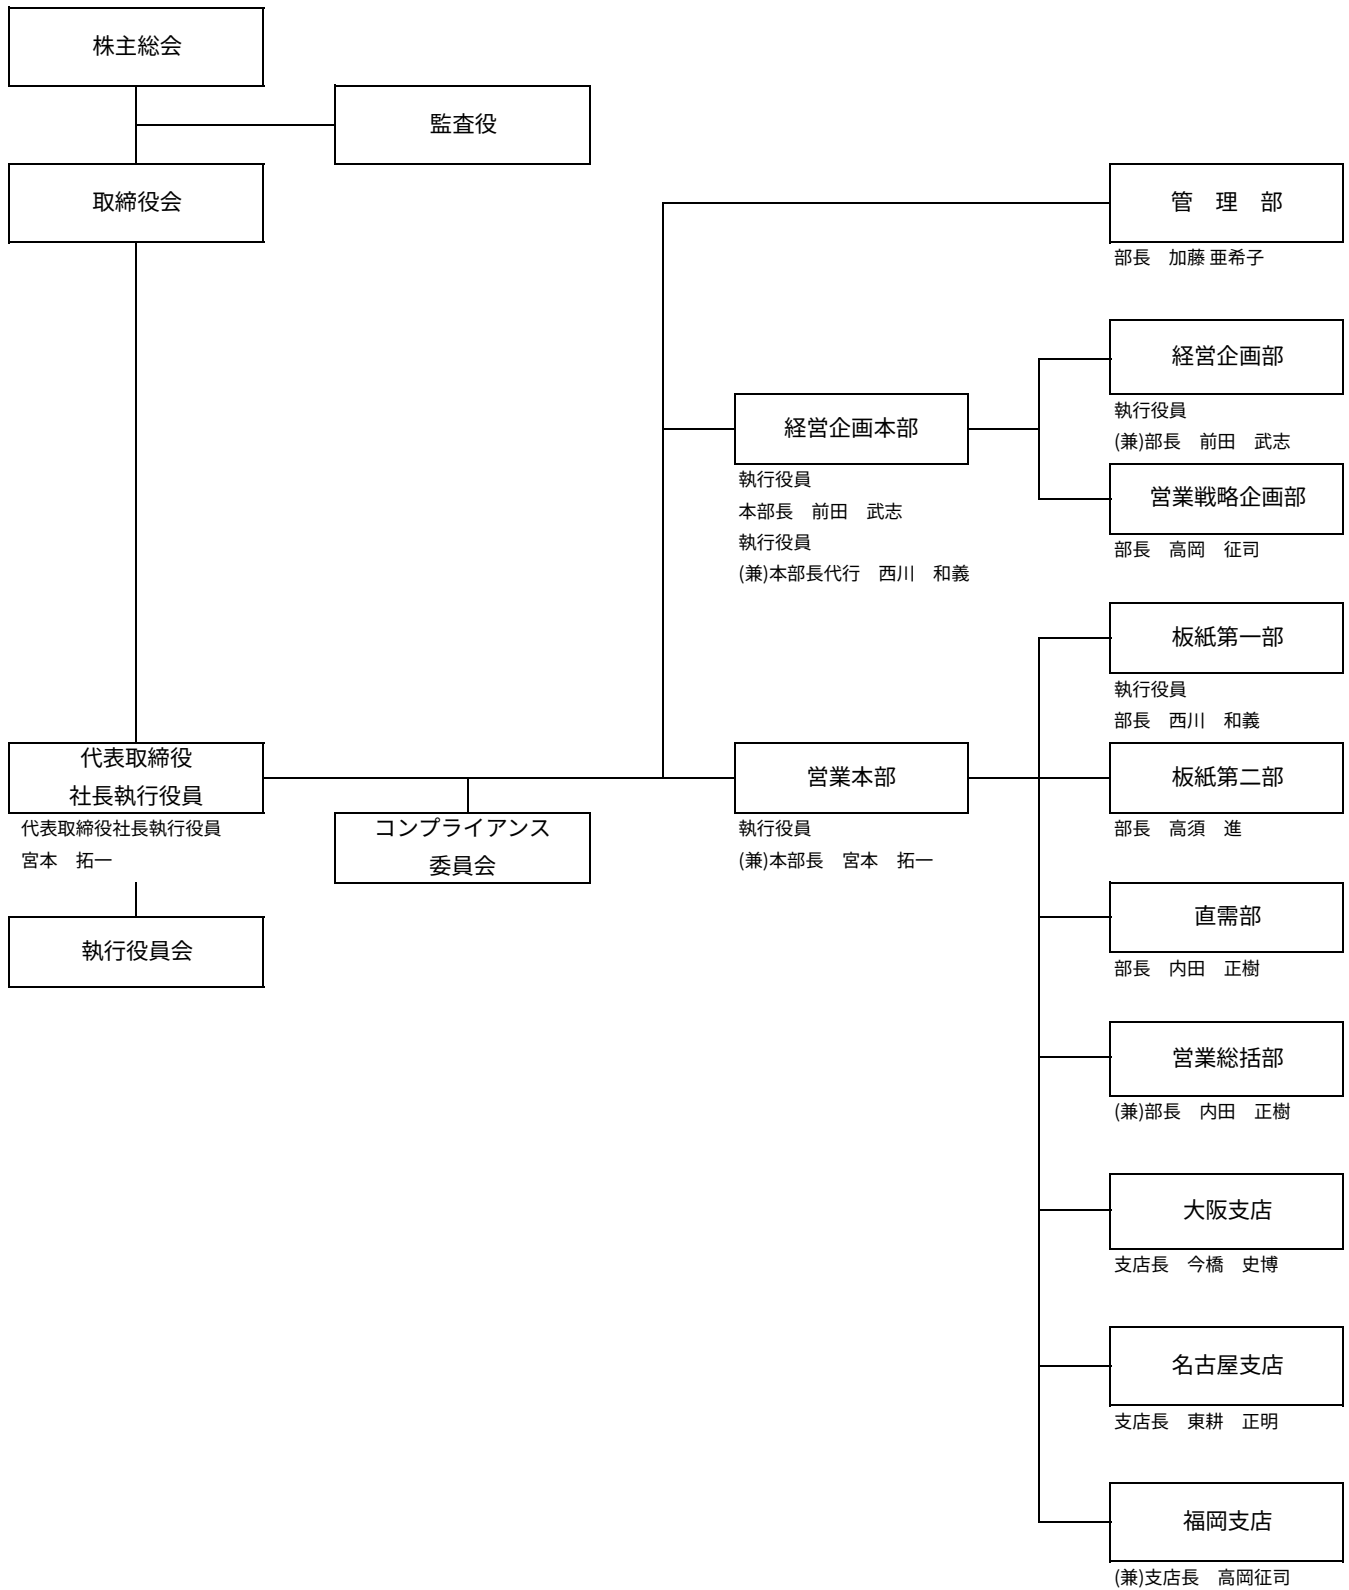 株主総会
監査役
取締役会
管　理　部
部長　加藤 亜希子
経営企画部
執行役員
(兼)部長　前田　武志
経営企画本部
執行役員
本部長　前田　武志
執行役員
(兼)本部長代行　西川　和義
営業戦略企画部
部長　高岡　征司
板紙第一部
執行役員
部長　西川　和義
代表取締役
社長執行役員
代表取締役社長執行役員
宮本　拓一
コンプライアンス
委員会
営業本部
執行役員
(兼)本部長　宮本　拓一
板紙第二部
部長　高須　進
執行役員会
直需部
部長　内田　正樹
営業総括部
(兼)部長　内田　正樹
大阪支店
支店長　今橋　史博
名古屋支店
支店長　東耕　正明
福岡支店
(兼)支店長　高岡征司